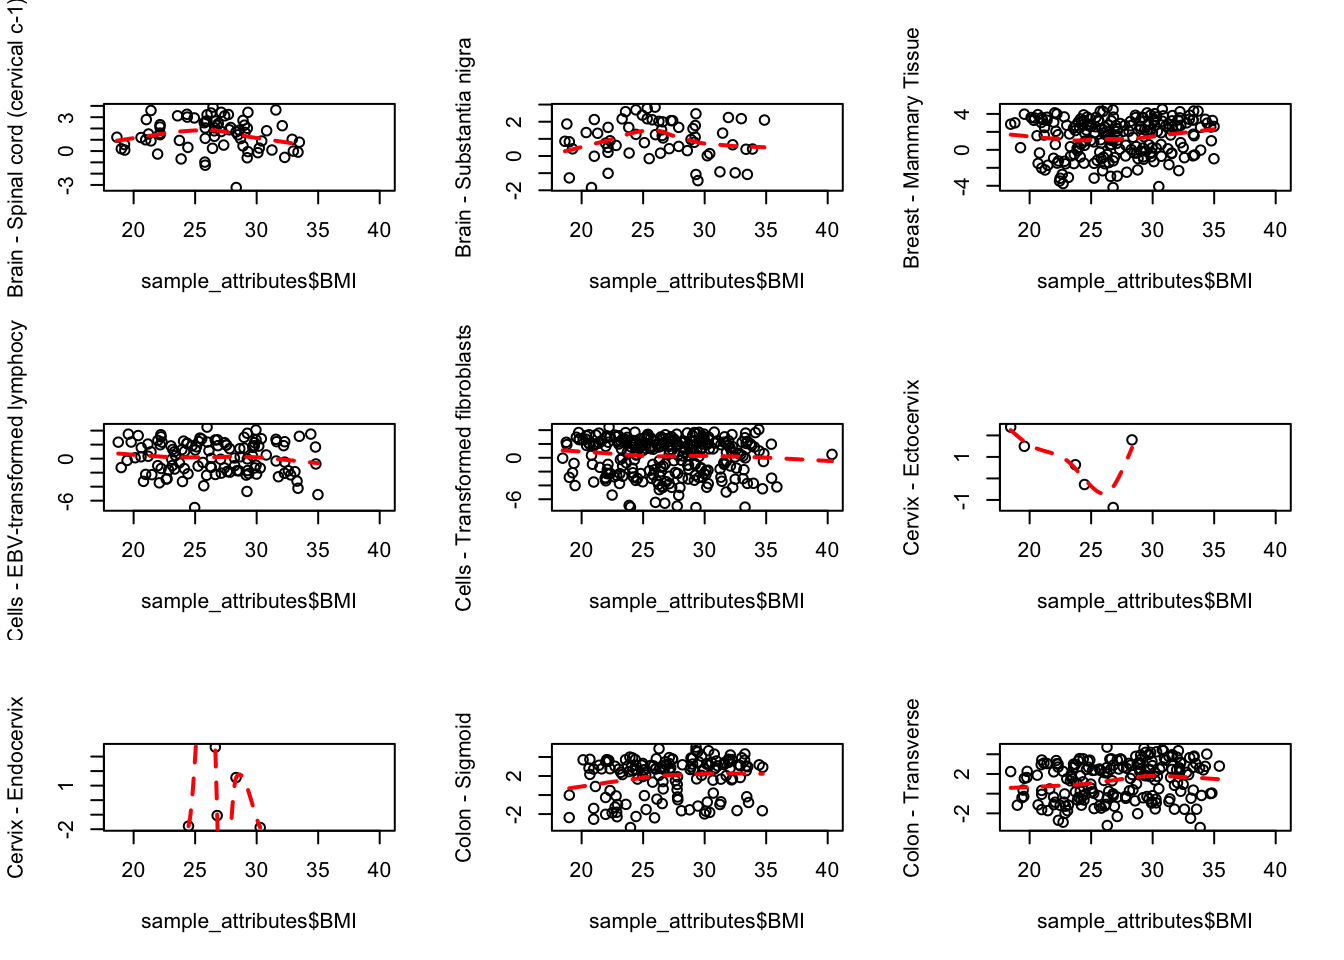 Brain - Spinal cord (cervical c-1)
3
0
-3
20 25 30 35 40
sample_attributes$BMI
Brain - Substantia nigra
2
0
-2
20 25 30 35 40
sample_attributes$BMI
Breast - Mammary Tissue
4
0
-4
20 25 30 35 40
sample_attributes$BMI
Cells - EBV-transformed lymphocy
0
-6
20 25 30 35 40
sample_attributes$BMI
Cells - Transformed fibroblasts
0
-6
20 25 30 35 40
sample_attributes$BMI
Cervix - Ectocervix
1
-1
20 25 30 35 40
sample_attributes$BMI
Cervix - Endocervix
1
-2
20 25 30 35 40
sample_attributes$BMI
Colon - Sigmoid
2
-2
20 25 30 35 40
sample_attributes$BMI
Colon - Transverse
2
-2
20 25 30 35 40
sample_attributes$BMI